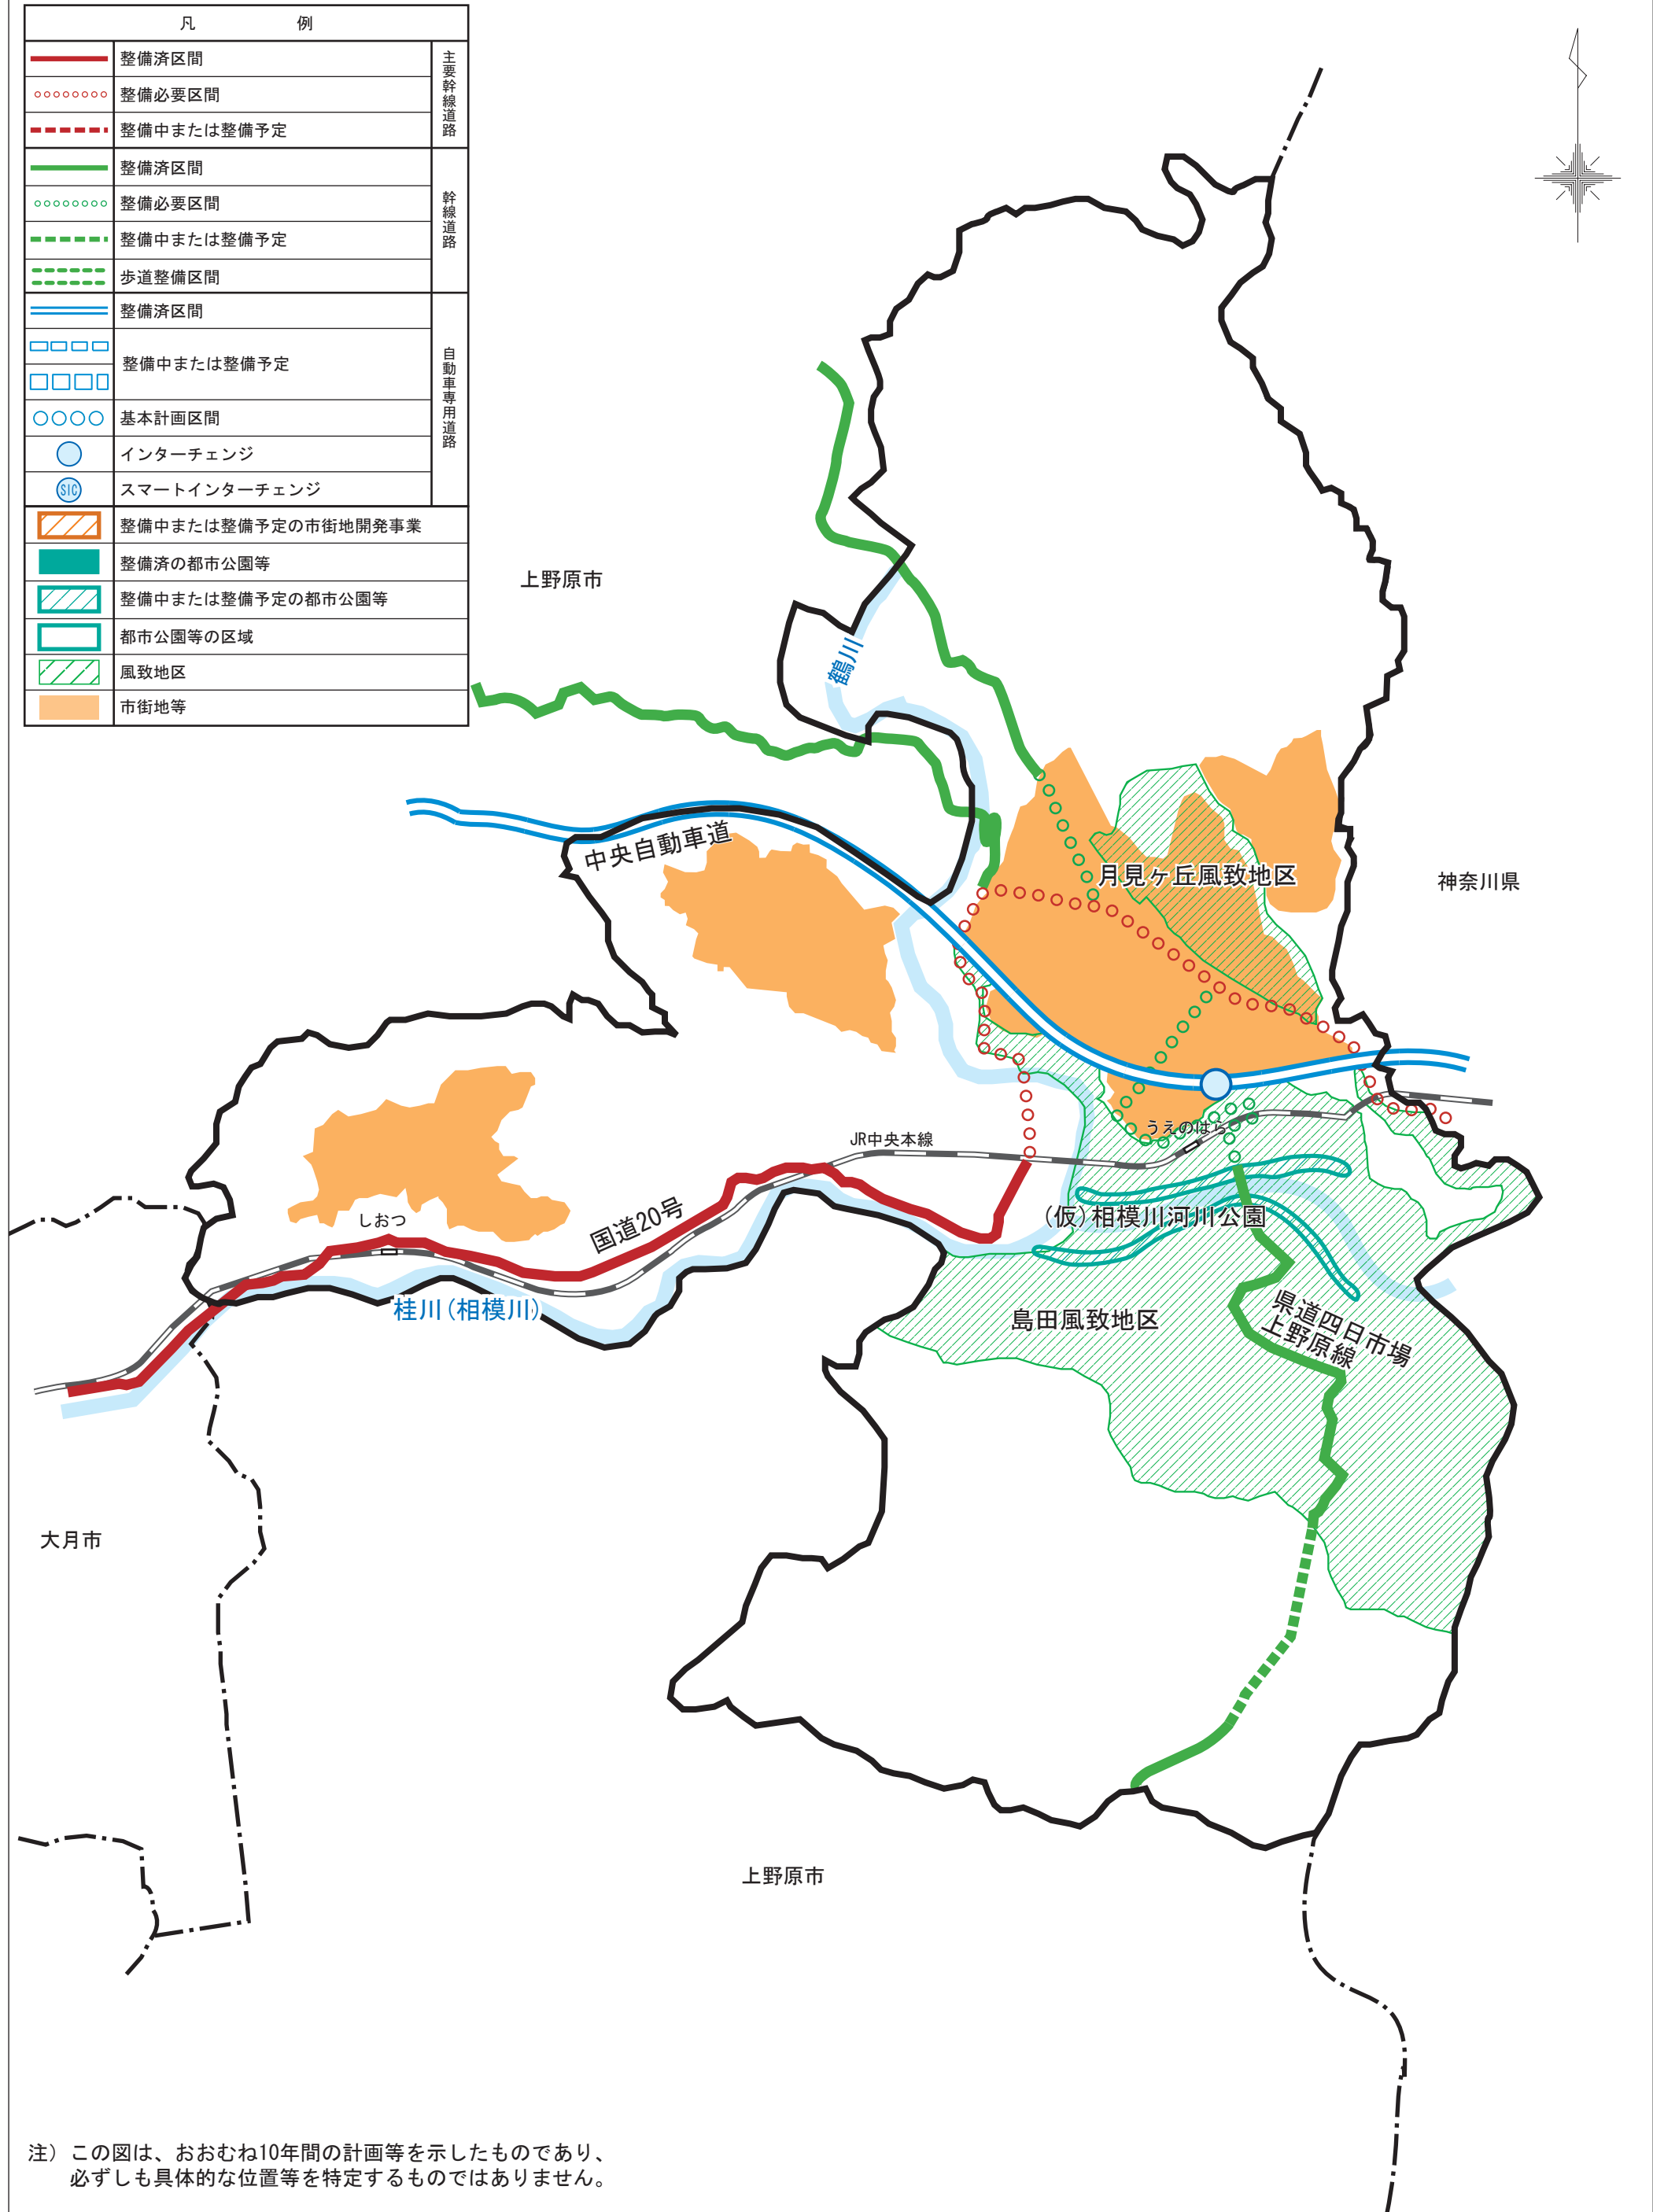 凡　例
整備済区間
整備必要区間
整備中または整備予定
主要幹線道路
整備済区間
整備必要区間
整備中または整備予定
歩道整備区間
幹線道路
整備済区間
整備中または整備予定
基本計画区間
インターチェンジ
SIC
スマートインターチェンジ
自動車専用道路
整備中または整備予定の市街地開発事業
整備済の都市公園等
整備中または整備予定の都市公園等
都市公園等の区域
風致地区
市街地等
上野原市
鶴川
中央自動車道
月見ヶ丘風致地区
神奈川県
うえのはら
JR中央本線
しおつ
国道20号
(仮)相模川河川公園
桂川(相模川)
島田風致地区
県道四日市場
上野原線
大月市
上野原市
注）この図は、おおむね10年間の計画等を示したものであり、
必ずしも具体的な位置等を特定するものではありません。